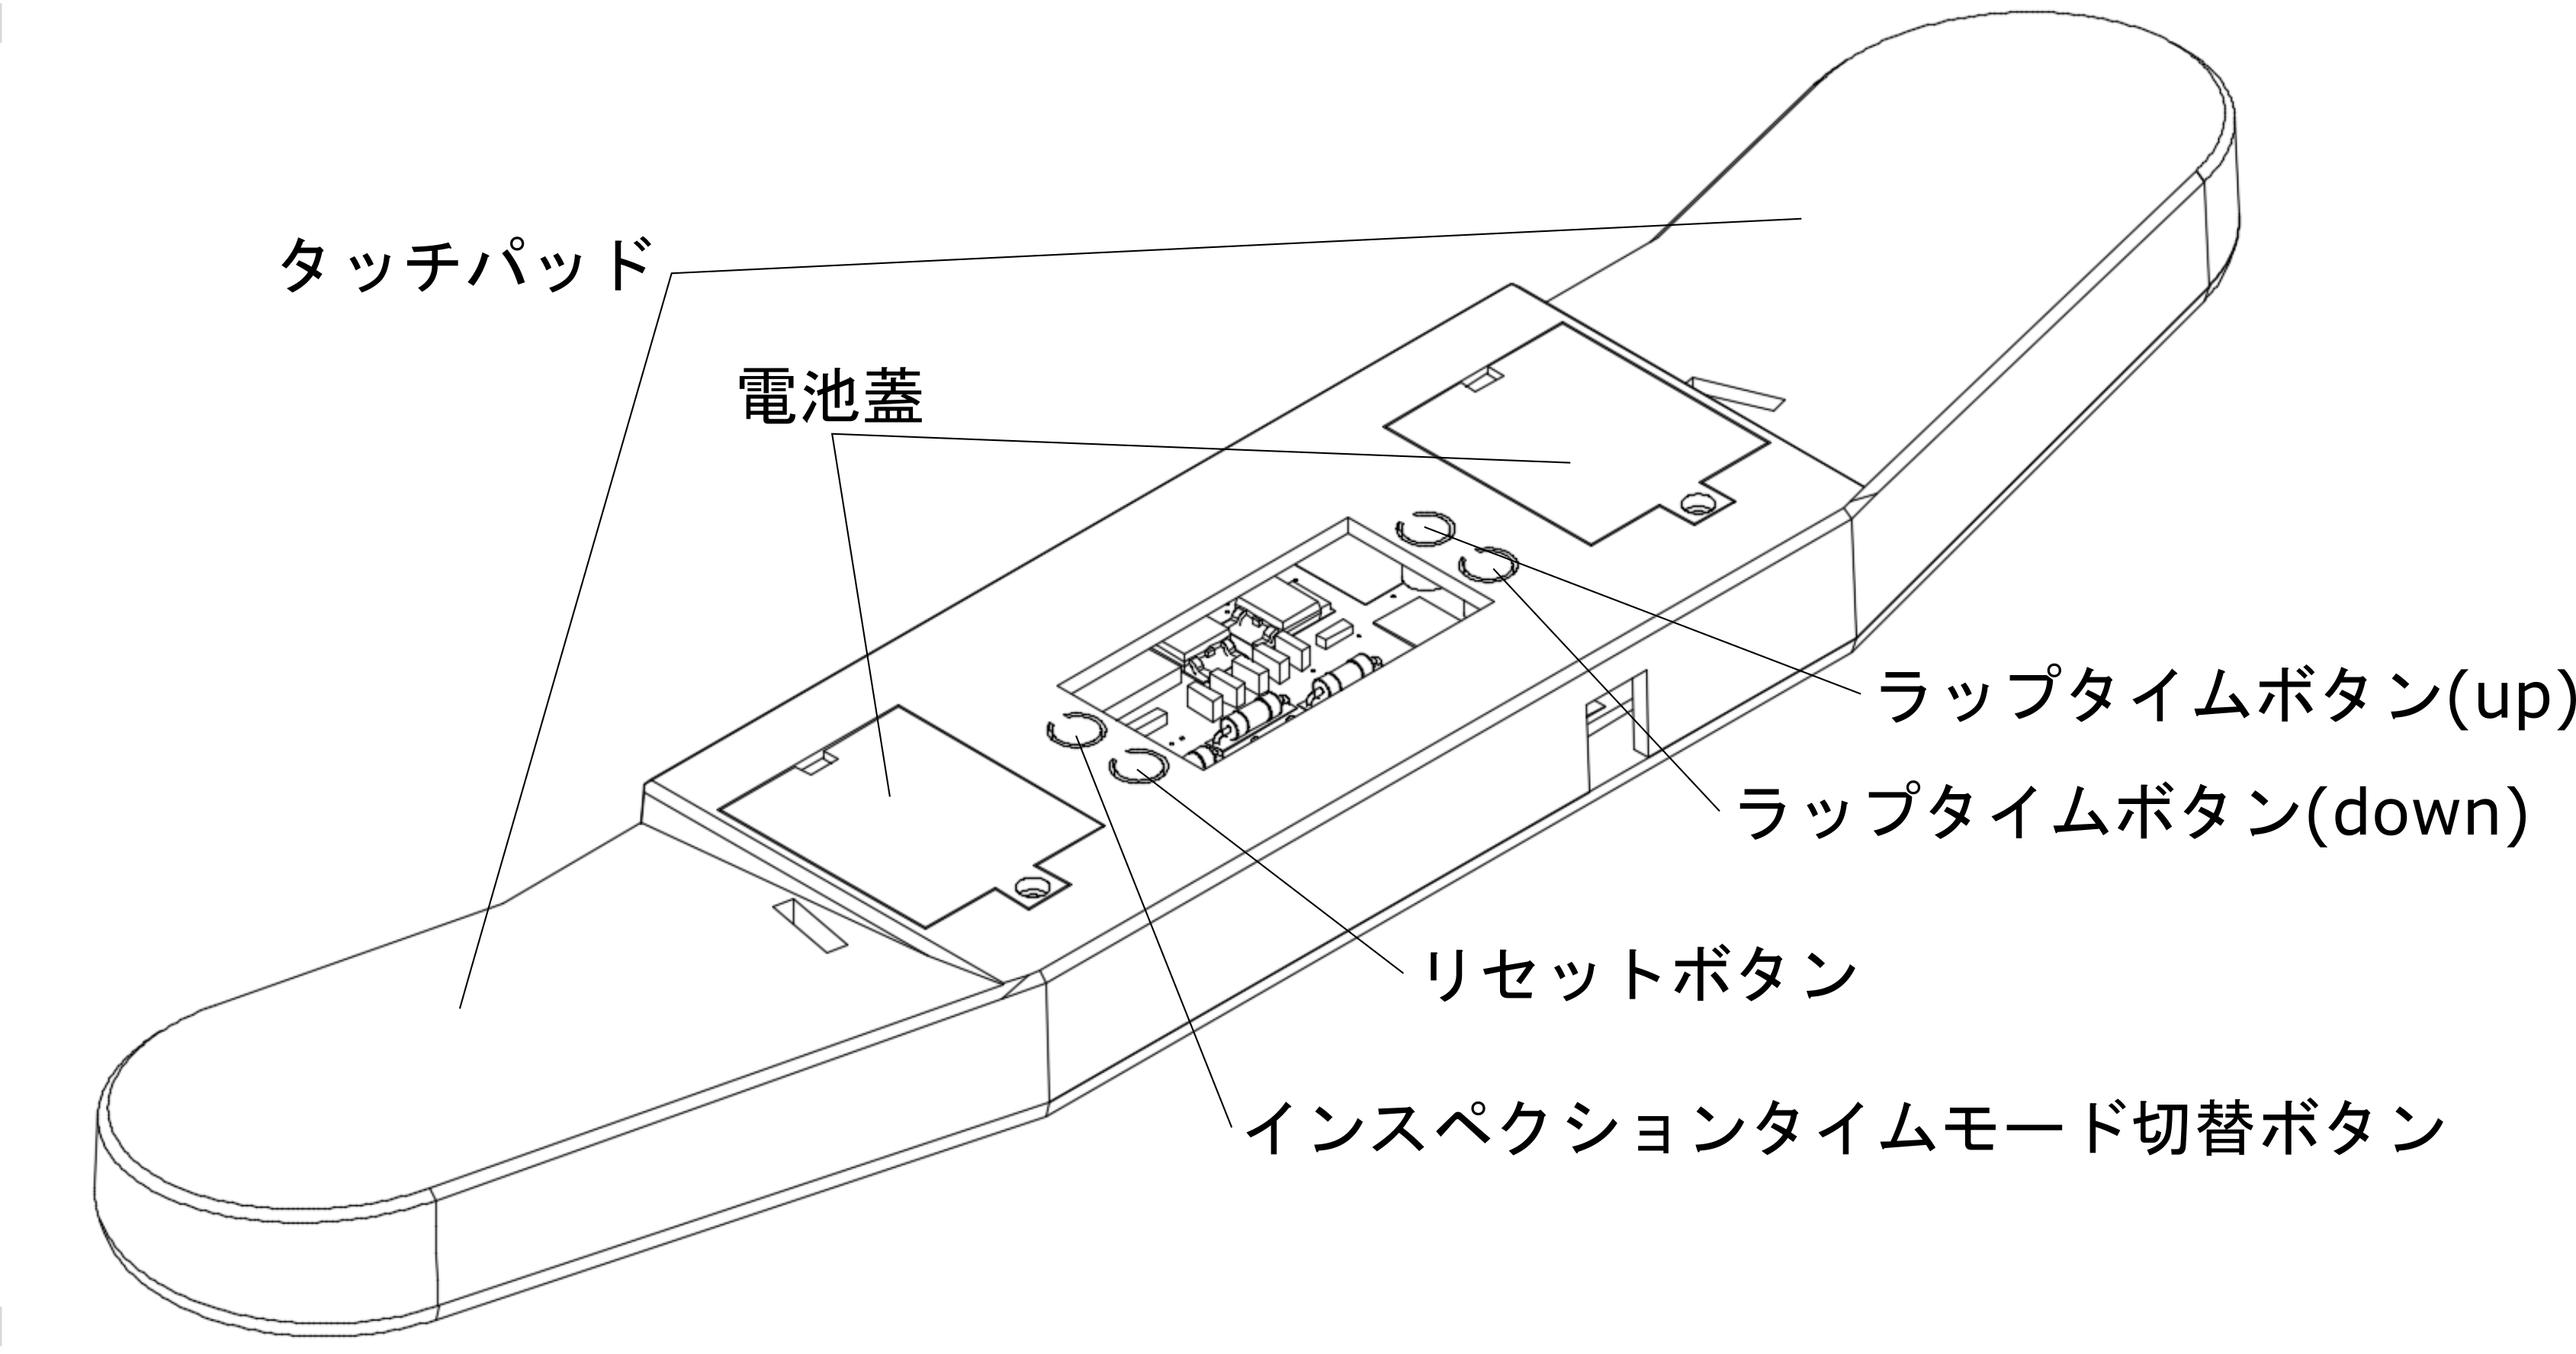 タッチパッド
電池蓋
ラップタイムボタン(up)
ラップタイムボタン(down)
リセットボタン
インスペクションタイムモード切替ボタン